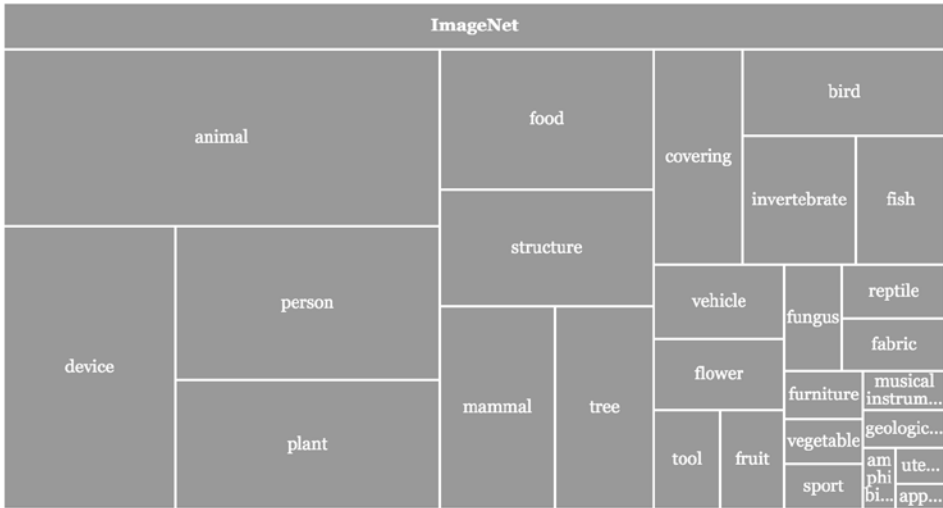 ImageNet
animal
food
covering
bird
invertebrate
fish
device
person
structure
vehicle
fungus
reptile
fabric
flower
mammal
tree
plant
furniture
musical
instrum...
tool
fruit
vegetable
geologic...
sport
am
phi
bi...
ute...
app...